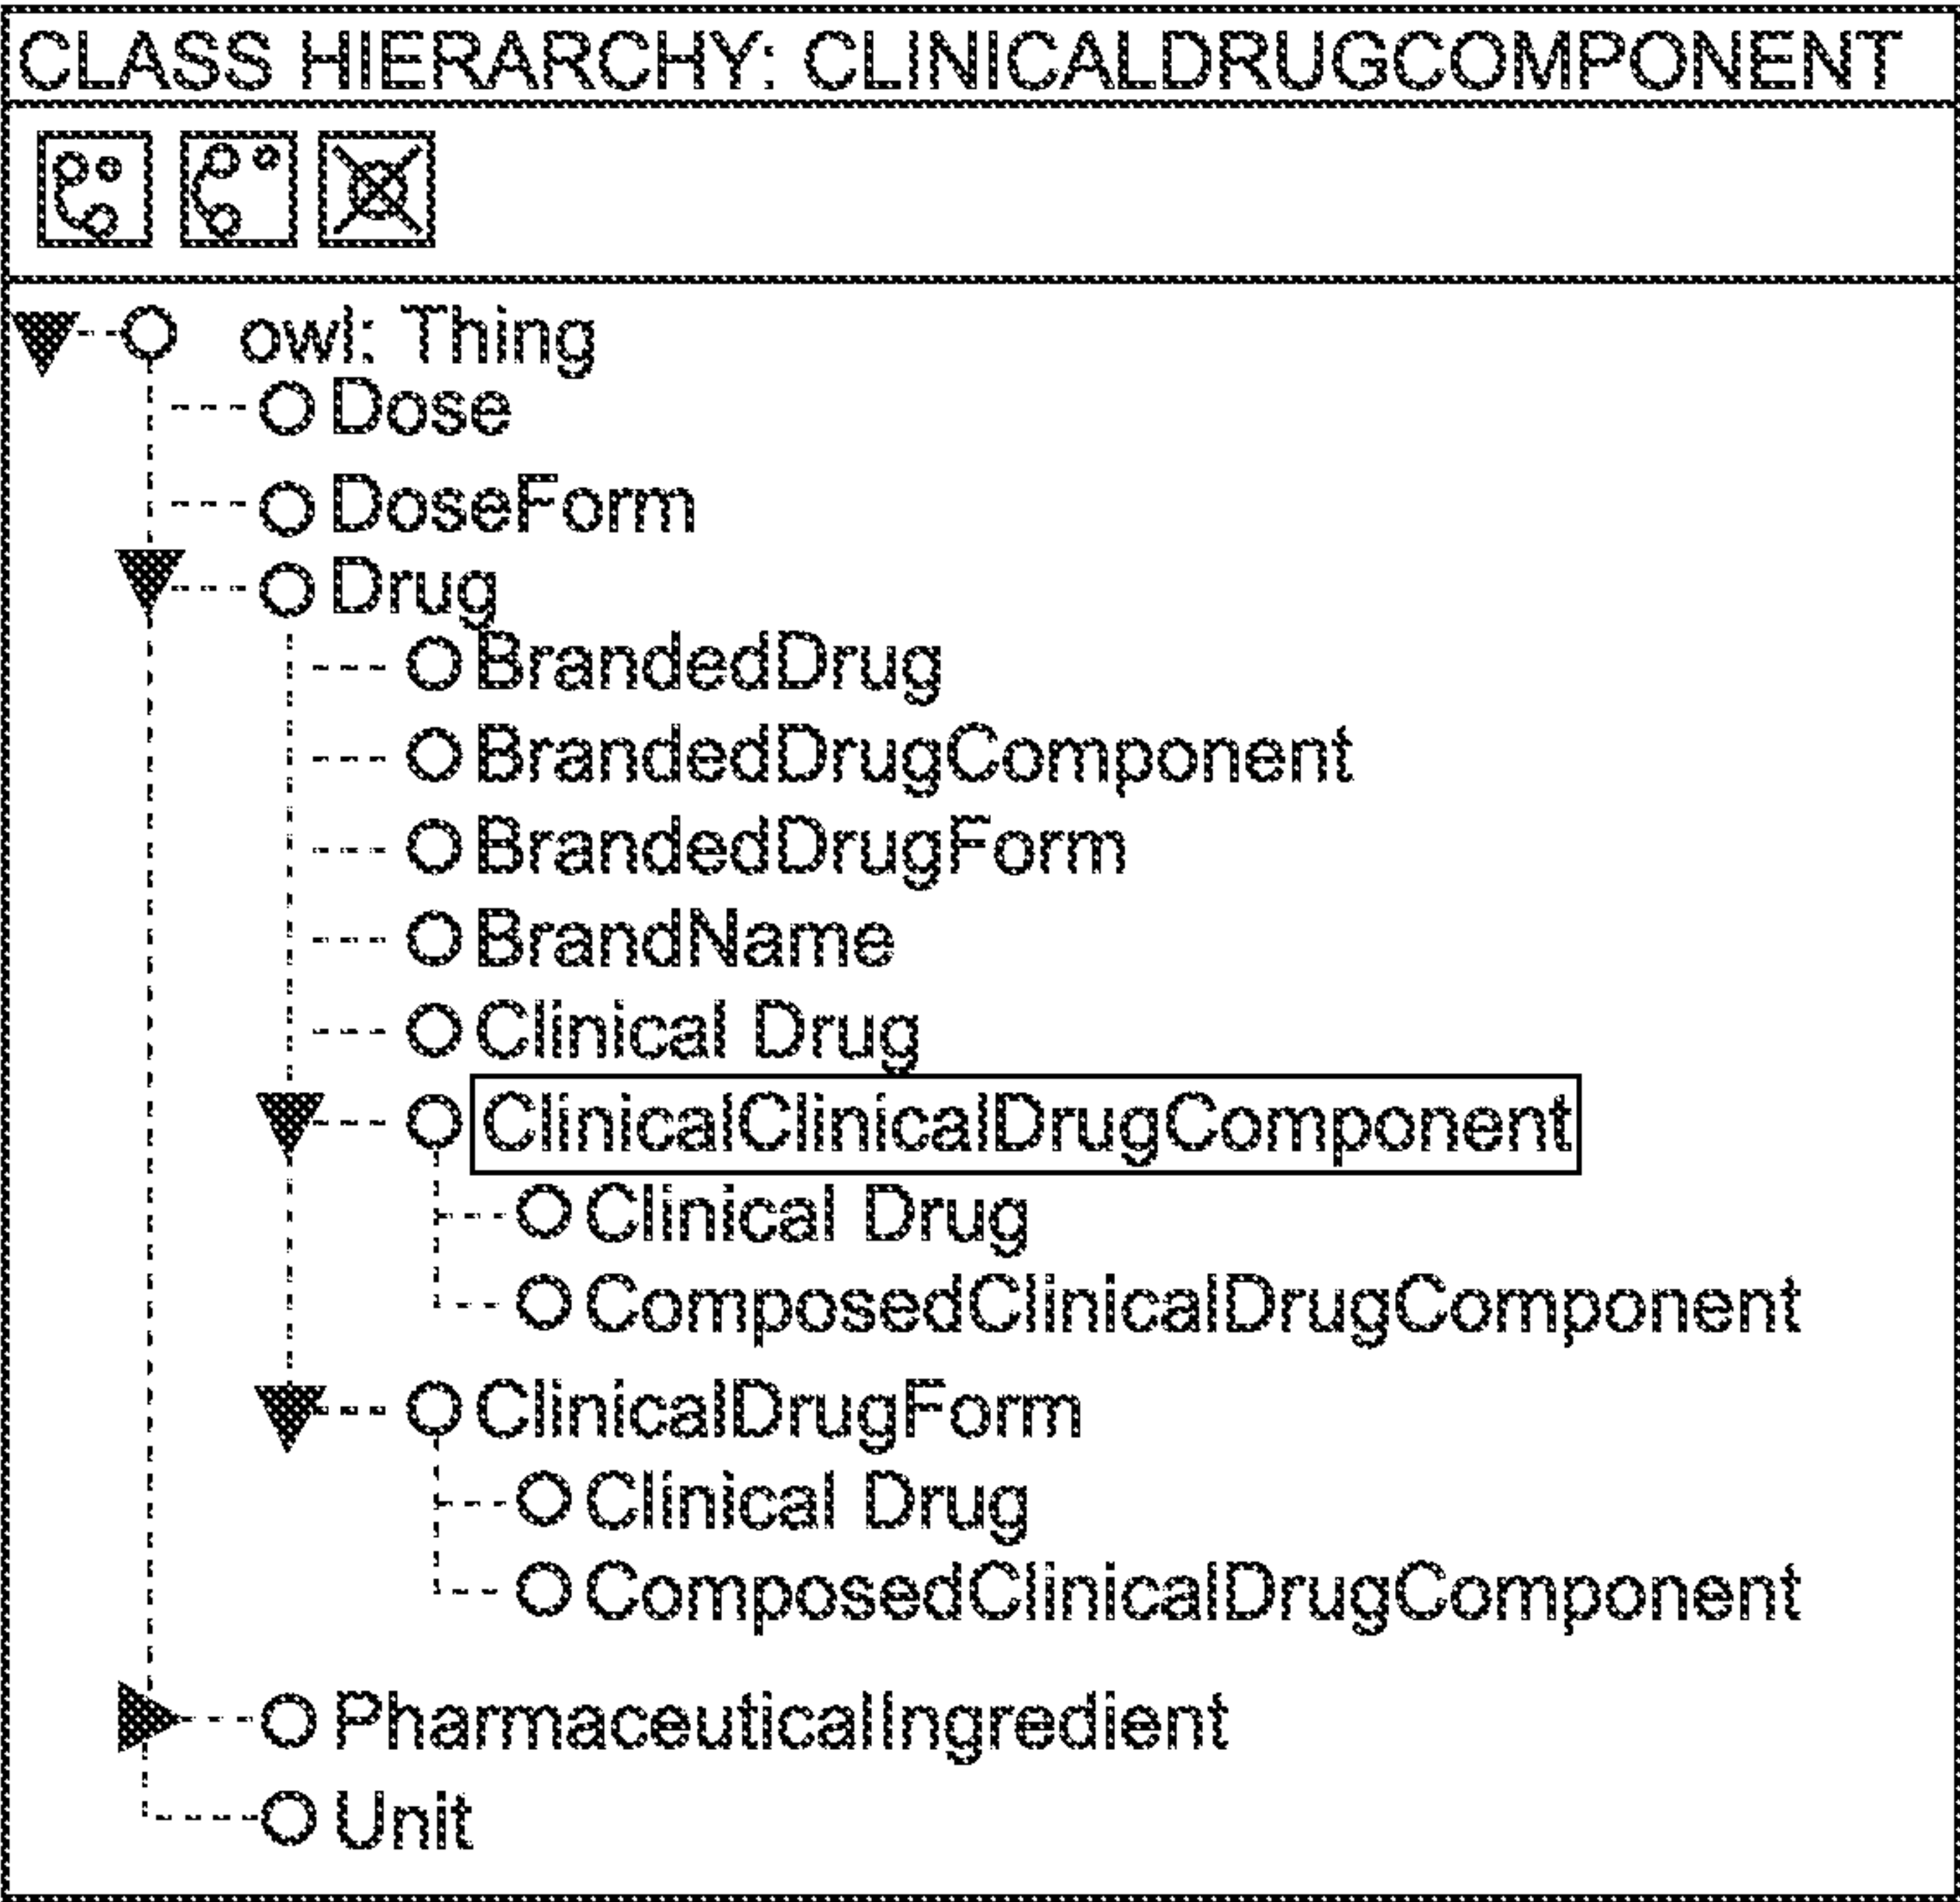 CLASS HIERARCHY: CLINICALDRUGCOMPONENT
owl: Thing
Dose
DoseForm
Drug
BrandedDrug
BrandedDrugComponent
BrandedDrugForm
BrandName
Clinical Drug
ClinicalClinicalDrugComponent
Clinical Drug
ComposedClinicalDrugComponent
ClinicalDrugForm
Clinical Drug
ComposedClinicalDrugComponent
PharmaceuticalIngredient
Unit